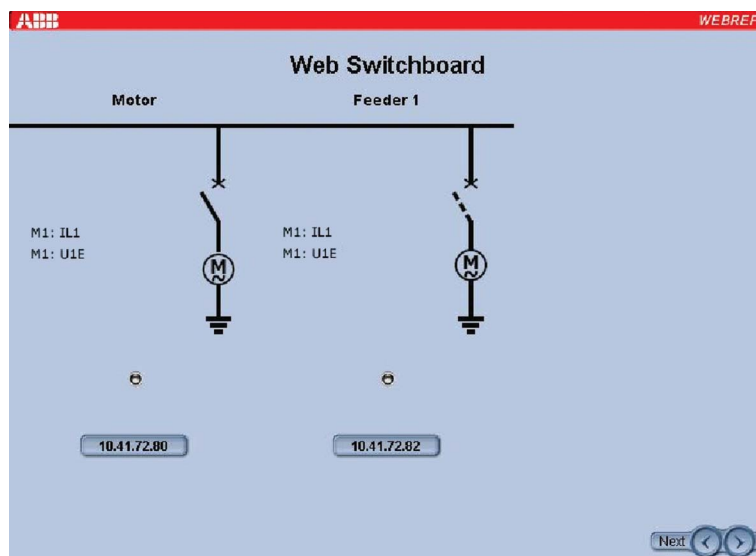 ABB
WEBREF
Web Switchboard
Motor
Feeder 1
M1: IL1
M1: U1E
M
M1: IL1
M1: U1E
M
10.41.72.80
10.41.72.82
Next